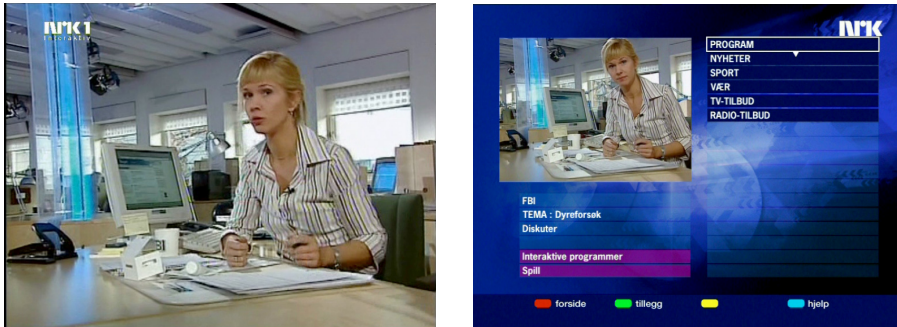 NRK1
Interaktiv
NRK
PROGRAM
NYHETER
SPORT
VÆR
TV-TILBUD
RADIO-TILBUD
FBI
TEMA : Dyreforsøk
Diskuter
Interaktive programmer
Spill
forside
tillegg
hjelp